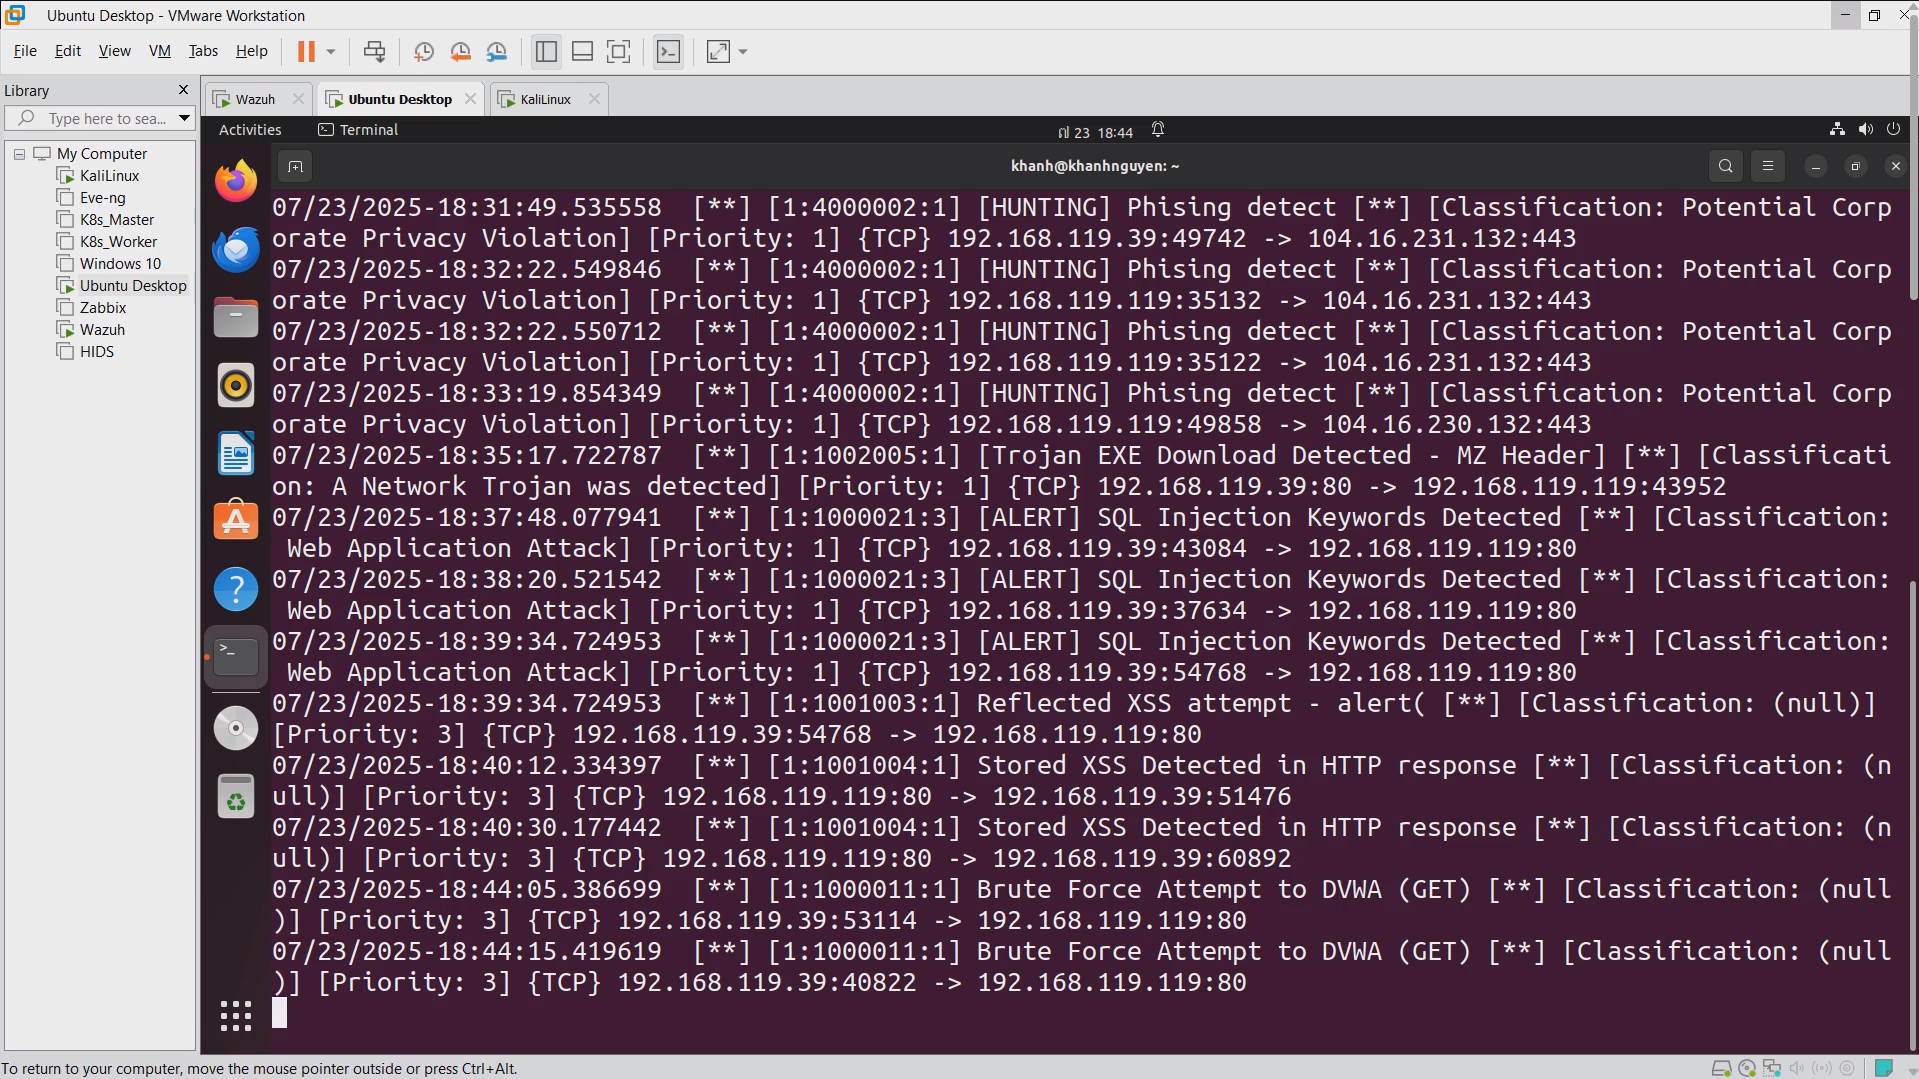 Ubuntu Desktop - VMware Workstation
File Edit View VM Tabs Help
Library
Type here to sea...
My Computer
KaliLinux
Eve-ng
K8s_Master
K8s_Worker
Windows 10
Ubuntu Desktop
Zabbix
Wazuh
HIDS
Wazuh Ubuntu Desktop KaliLinux
Activities Terminal 23 18:44
khanh@khanhnguyen: ~
07/23/2025-18:31:49.535558  [**] [1:4000002:1] [HUNTING] Phising detect [**] [Classification: Potential Corp
orate Privacy Violation] [Priority: 1] {TCP} 192.168.119.39:49742 -> 104.16.231.132:443
07/23/2025-18:32:22.549846  [**] [1:4000002:1] [HUNTING] Phising detect [**] [Classification: Potential Corp
orate Privacy Violation] [Priority: 1] {TCP} 192.168.119.119:35132 -> 104.16.231.132:443
07/23/2025-18:32:22.550712  [**] [1:4000002:1] [HUNTING] Phising detect [**] [Classification: Potential Corp
orate Privacy Violation] [Priority: 1] {TCP} 192.168.119.119:35122 -> 104.16.231.132:443
07/23/2025-18:33:19.854349  [**] [1:4000002:1] [HUNTING] Phising detect [**] [Classification: Potential Corp
orate Privacy Violation] [Priority: 1] {TCP} 192.168.119.119:49858 -> 104.16.230.132:443
07/23/2025-18:35:17.722787  [**] [1:1002005:1] [Trojan EXE Download Detected - MZ Header] [**] [Classificati
on: A Network Trojan was detected] [Priority: 1] {TCP} 192.168.119.39:80 -> 192.168.119.119:43952
07/23/2025-18:37:48.077941  [**] [1:1000021:3] [ALERT] SQL Injection Keywords Detected [**] [Classification:
 Web Application Attack] [Priority: 1] {TCP} 192.168.119.39:43084 -> 192.168.119.119:80
07/23/2025-18:38:20.521542  [**] [1:1000021:3] [ALERT] SQL Injection Keywords Detected [**] [Classification:
 Web Application Attack] [Priority: 1] {TCP} 192.168.119.39:37634 -> 192.168.119.119:80
07/23/2025-18:39:34.724953  [**] [1:1000021:3] [ALERT] SQL Injection Keywords Detected [**] [Classification:
 Web Application Attack] [Priority: 1] {TCP} 192.168.119.39:54768 -> 192.168.119.119:80
07/23/2025-18:39:34.724953  [**] [1:1001003:1] Reflected XSS attempt - alert( [**] [Classification: (null)]
[Priority: 3] {TCP} 192.168.119.39:54768 -> 192.168.119.119:80
07/23/2025-18:40:12.334397  [**] [1:1001004:1] Stored XSS Detected in HTTP response [**] [Classification: (n
ull)] [Priority: 3] {TCP} 192.168.119.119:80 -> 192.168.119.39:51476
07/23/2025-18:40:30.177442  [**] [1:1001004:1] Stored XSS Detected in HTTP response [**] [Classification: (n
ull)] [Priority: 3] {TCP} 192.168.119.119:80 -> 192.168.119.39:60892
07/23/2025-18:44:05.386699  [**] [1:1000011:1] Brute Force Attempt to DVWA (GET) [**] [Classification: (null
)] [Priority: 3] {TCP} 192.168.119.39:53114 -> 192.168.119.119:80
07/23/2025-18:44:15.419619  [**] [1:1000011:1] Brute Force Attempt to DVWA (GET) [**] [Classification: (null
)] [Priority: 3] {TCP} 192.168.119.39:40822 -> 192.168.119.119:80
To return to your computer, move the mouse pointer outside or press Ctrl+Alt.